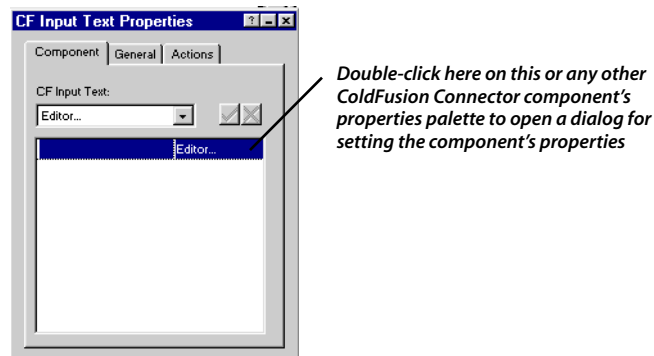 CF Input Text Properties
Component General Actions
CF Input Text:
Editor...
Editor...
Double-click here on this or any other
ColdFusion Connector component's
properties palette to open a dialog for
setting the component's properties